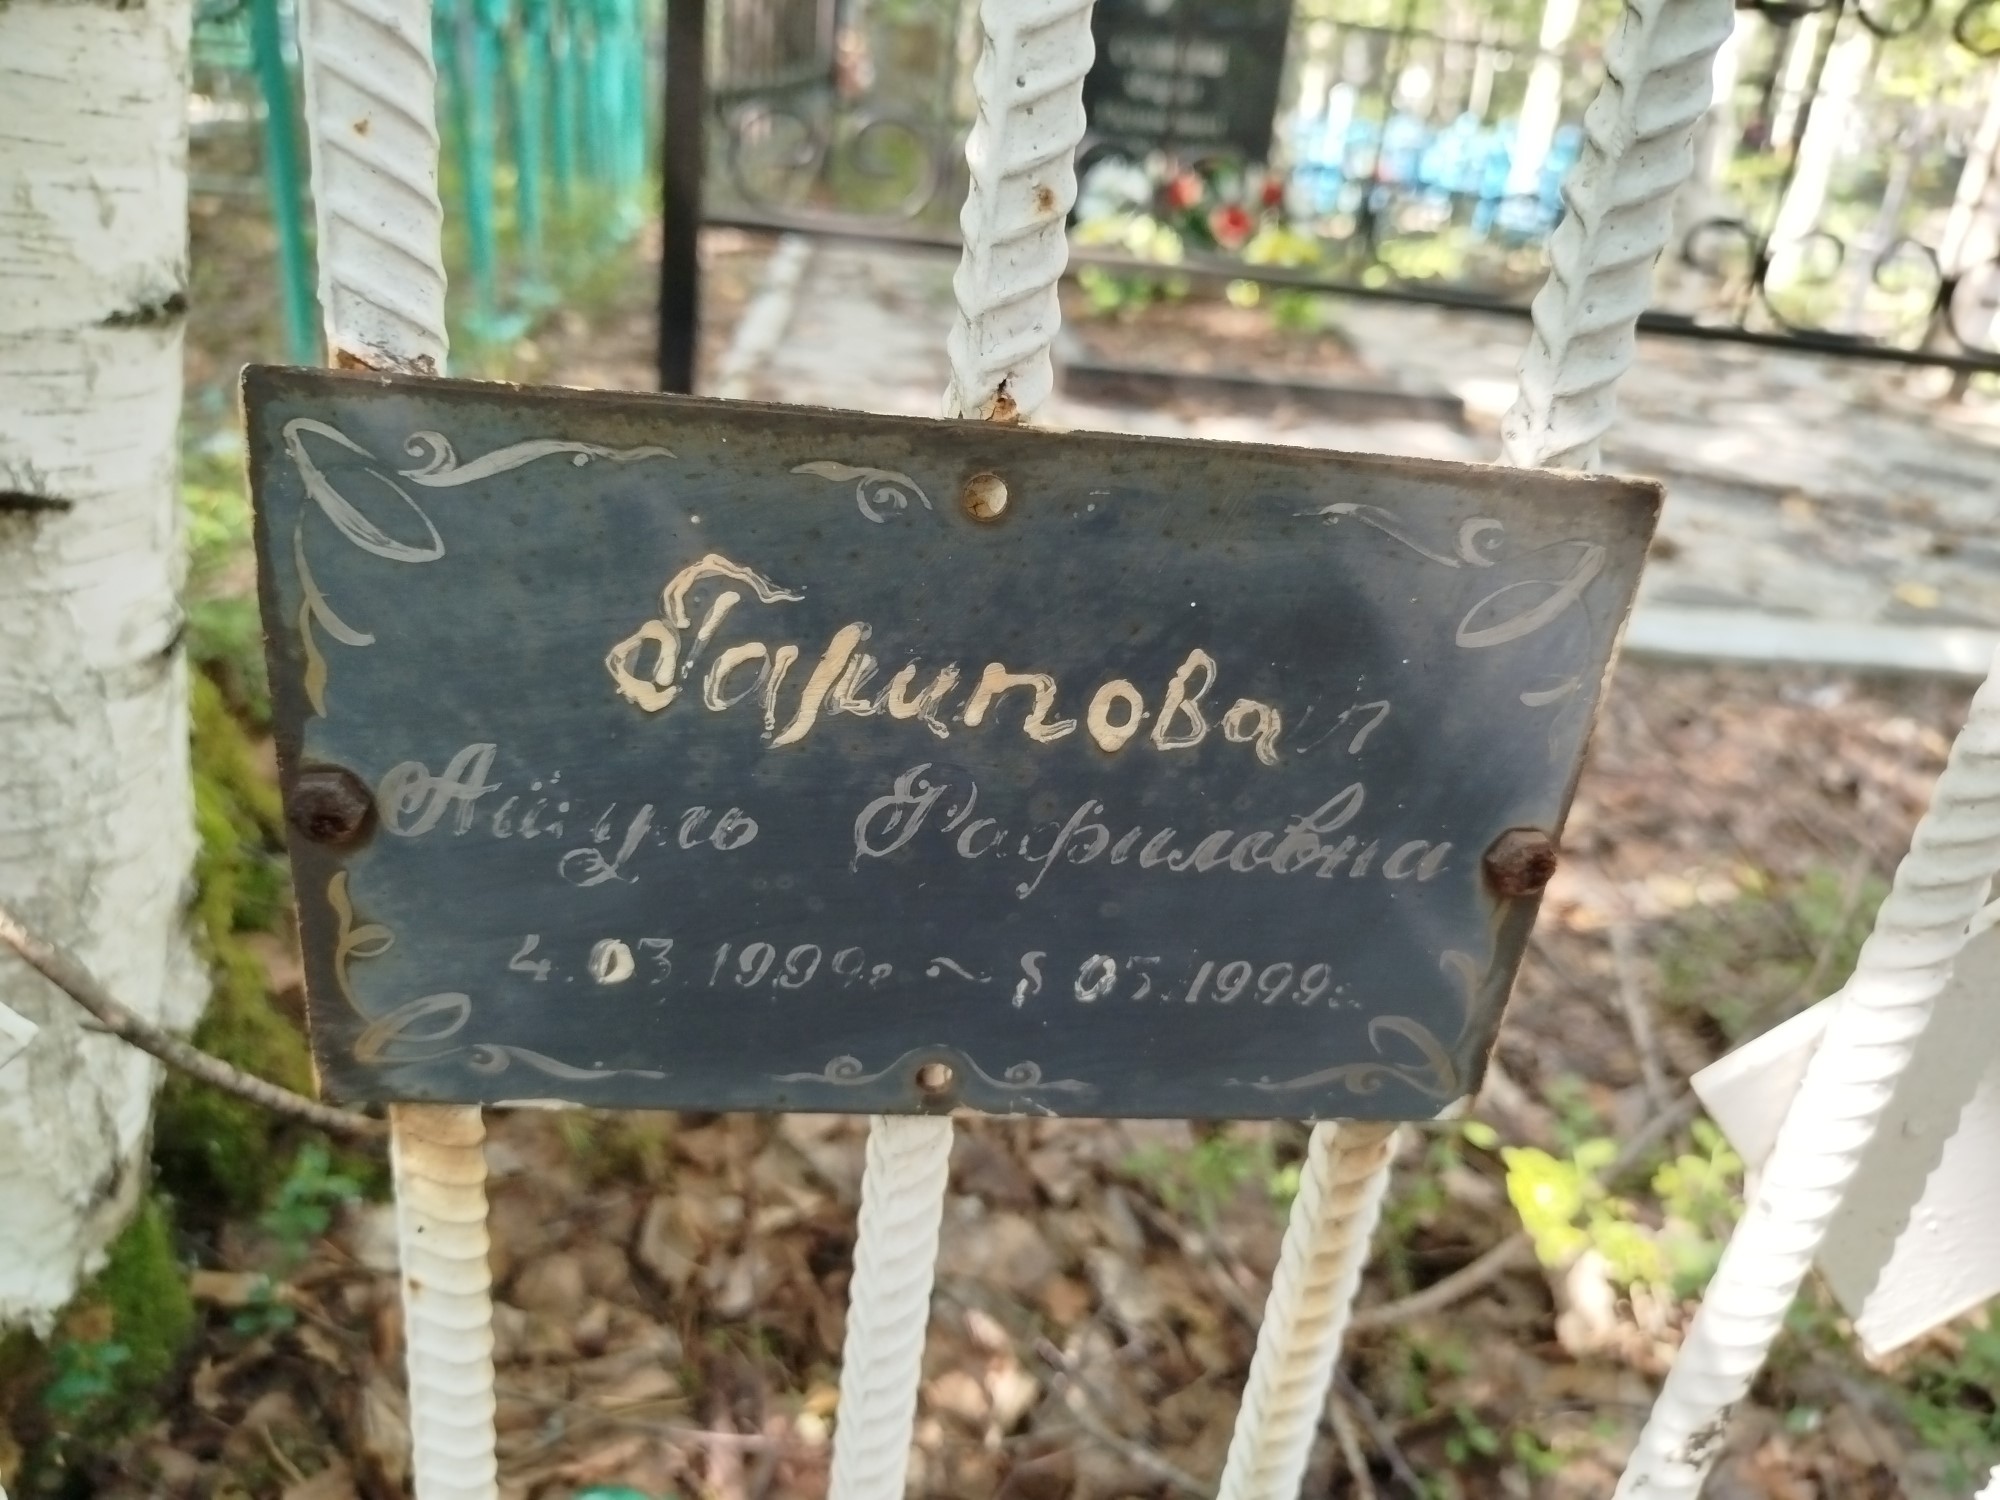 Гарипова
Айгуль Рафиловна
4.03.1999г ~ 8 05.1999г.